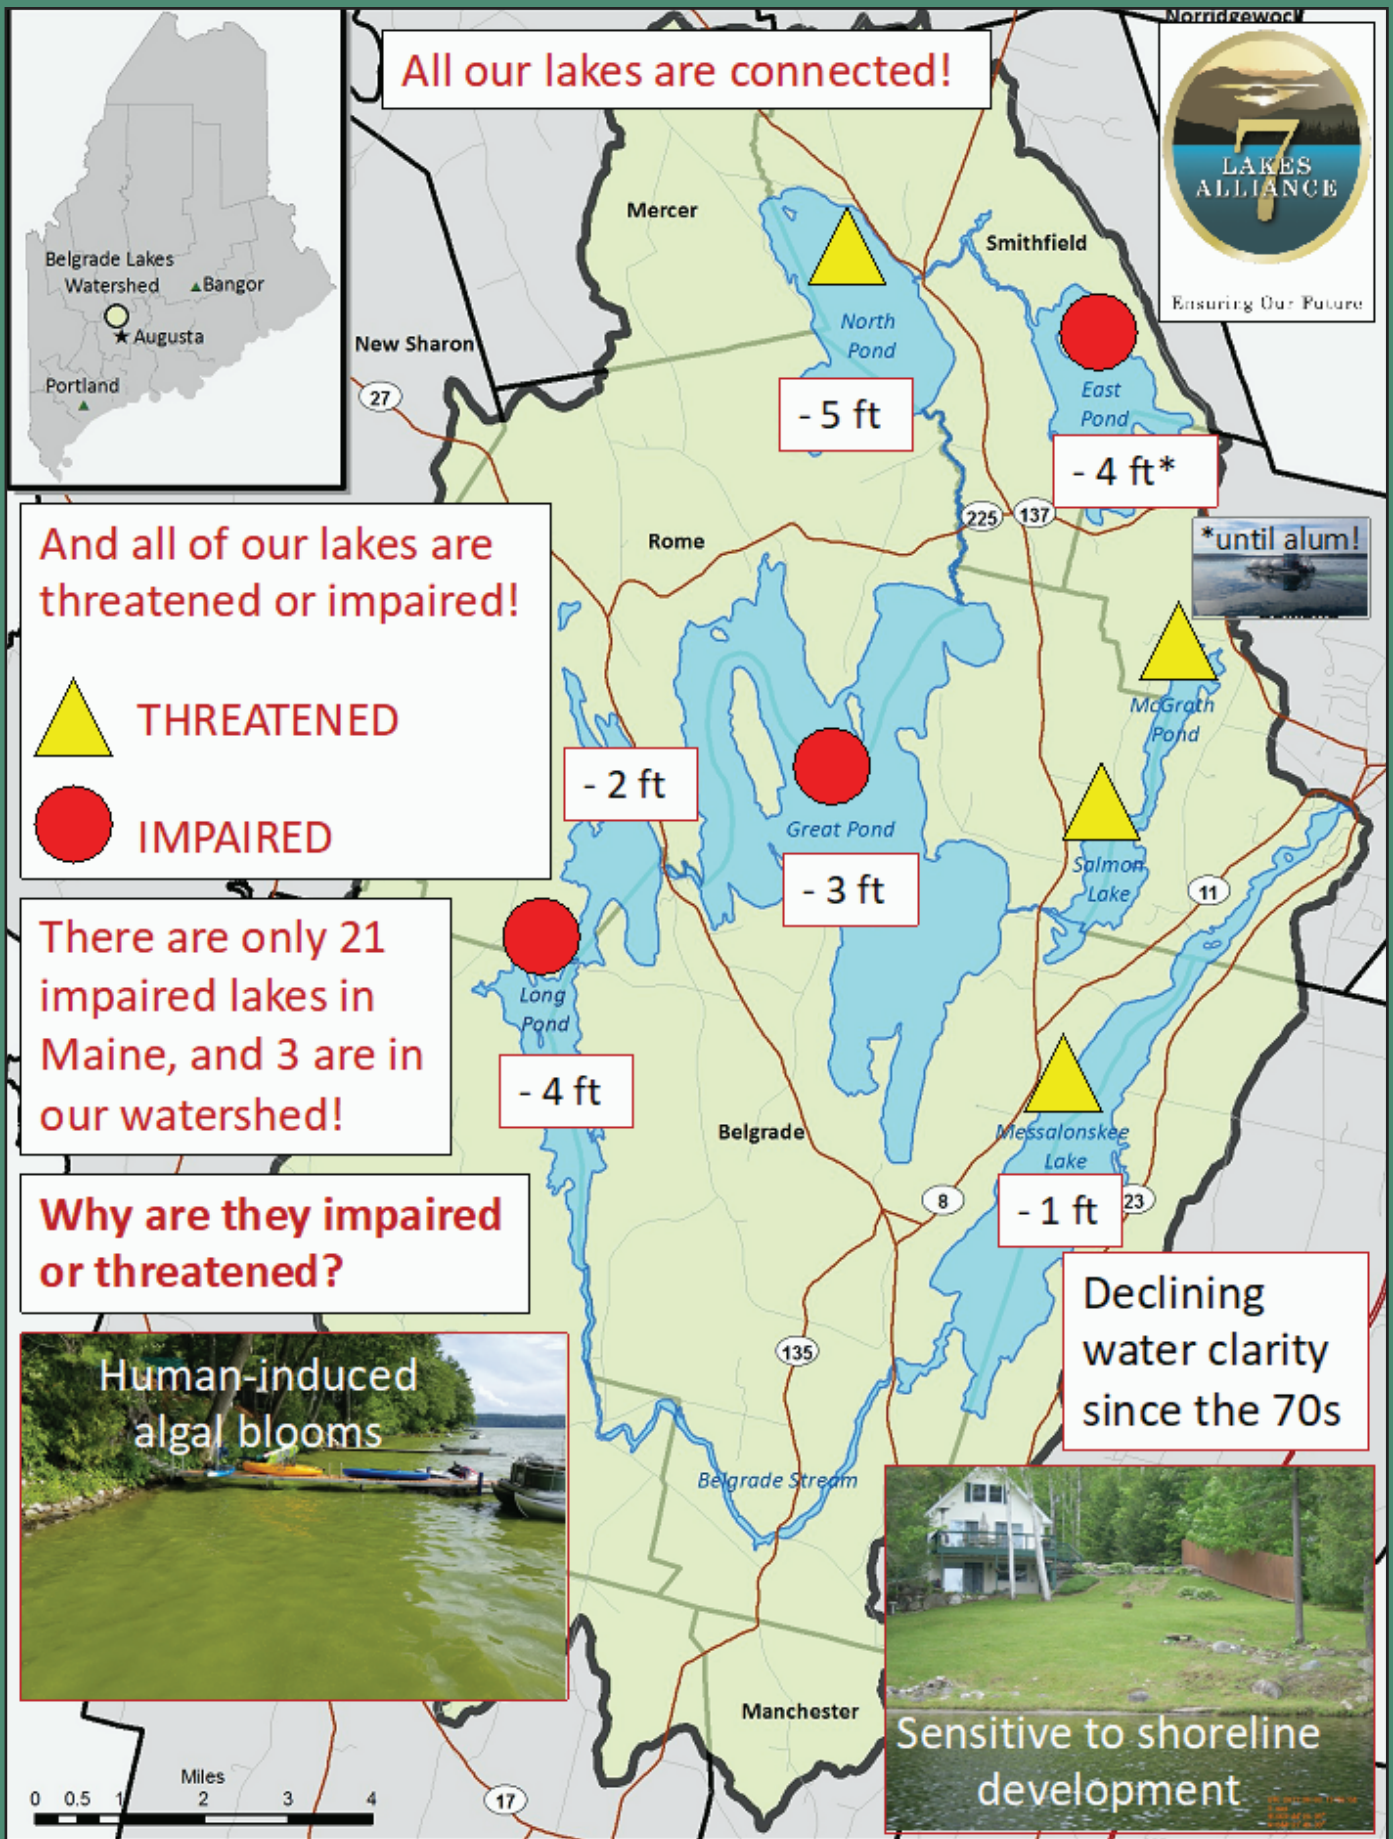 All our lakes are connected!
Norridgewock
7
LAKES
ALLIANCE
Ensuring Our Future
Belgrade Lakes
Watershed
Bangor
Augusta
Portland
Mercer
Smithfield
New Sharon
27
North
Pond
- 5 ft
East
Pond
- 4 ft*
225
137
*until alum!
And all of our lakes are
threatened or impaired!
THREATENED
IMPAIRED
Rome
McGrath
Pond
- 2 ft
Great Pond
- 3 ft
Salmon
Lake
11
There are only 21
impaired lakes in
Maine, and 3 are in
our watershed!
Long
Pond
- 4 ft
Belgrade
Messalonskee
Lake
- 1 ft
8
23
Why are they impaired
or threatened?
Declining
water clarity
since the 70s
135
Human-induced
algal blooms
Belgrade Stream
Manchester
Sensitive to shoreline
development
Miles
0 0.5 1 2 3 4
17